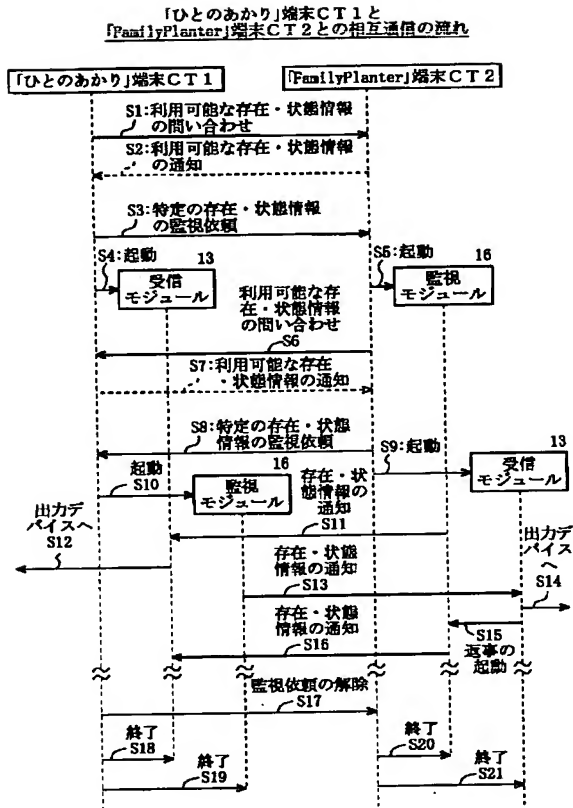 「ひとのあかり」端末CT1と
「FamilyPlanter」端末CT2との相互通信の流れ
「ひとのあかり」端末CT1
「FamilyPlanter」端末CT2
S1:利用可能な存在・状態情報
の問い合わせ
S2:利用可能な存在・状態情報
の通知
S3:特定の存在・状態情報
の監視依頼
S4:起動
13
受信
モジュール
S5:起動
16
監視
モジュール
利用可能な存
在・状態情報
の問い合わせ
S6
S7:利用可能な存在
・状態情報の通知
S8:特定の存在・状態
情報の監視依頼
S9:起動
13
受信
モジュール
起動
S10
16
監視
モジュール
存在・状
態情報の
通知
S11
出力デ
バイスへ
S12
存在・状態
情報の通知
S13
出力デ
バイス
へ
S14
存在・状態
情報の通知
S16
S15
返事の
起動
監視依頼の解除
S17
終了
S18
終了
S19
終了
S20
終了
S21